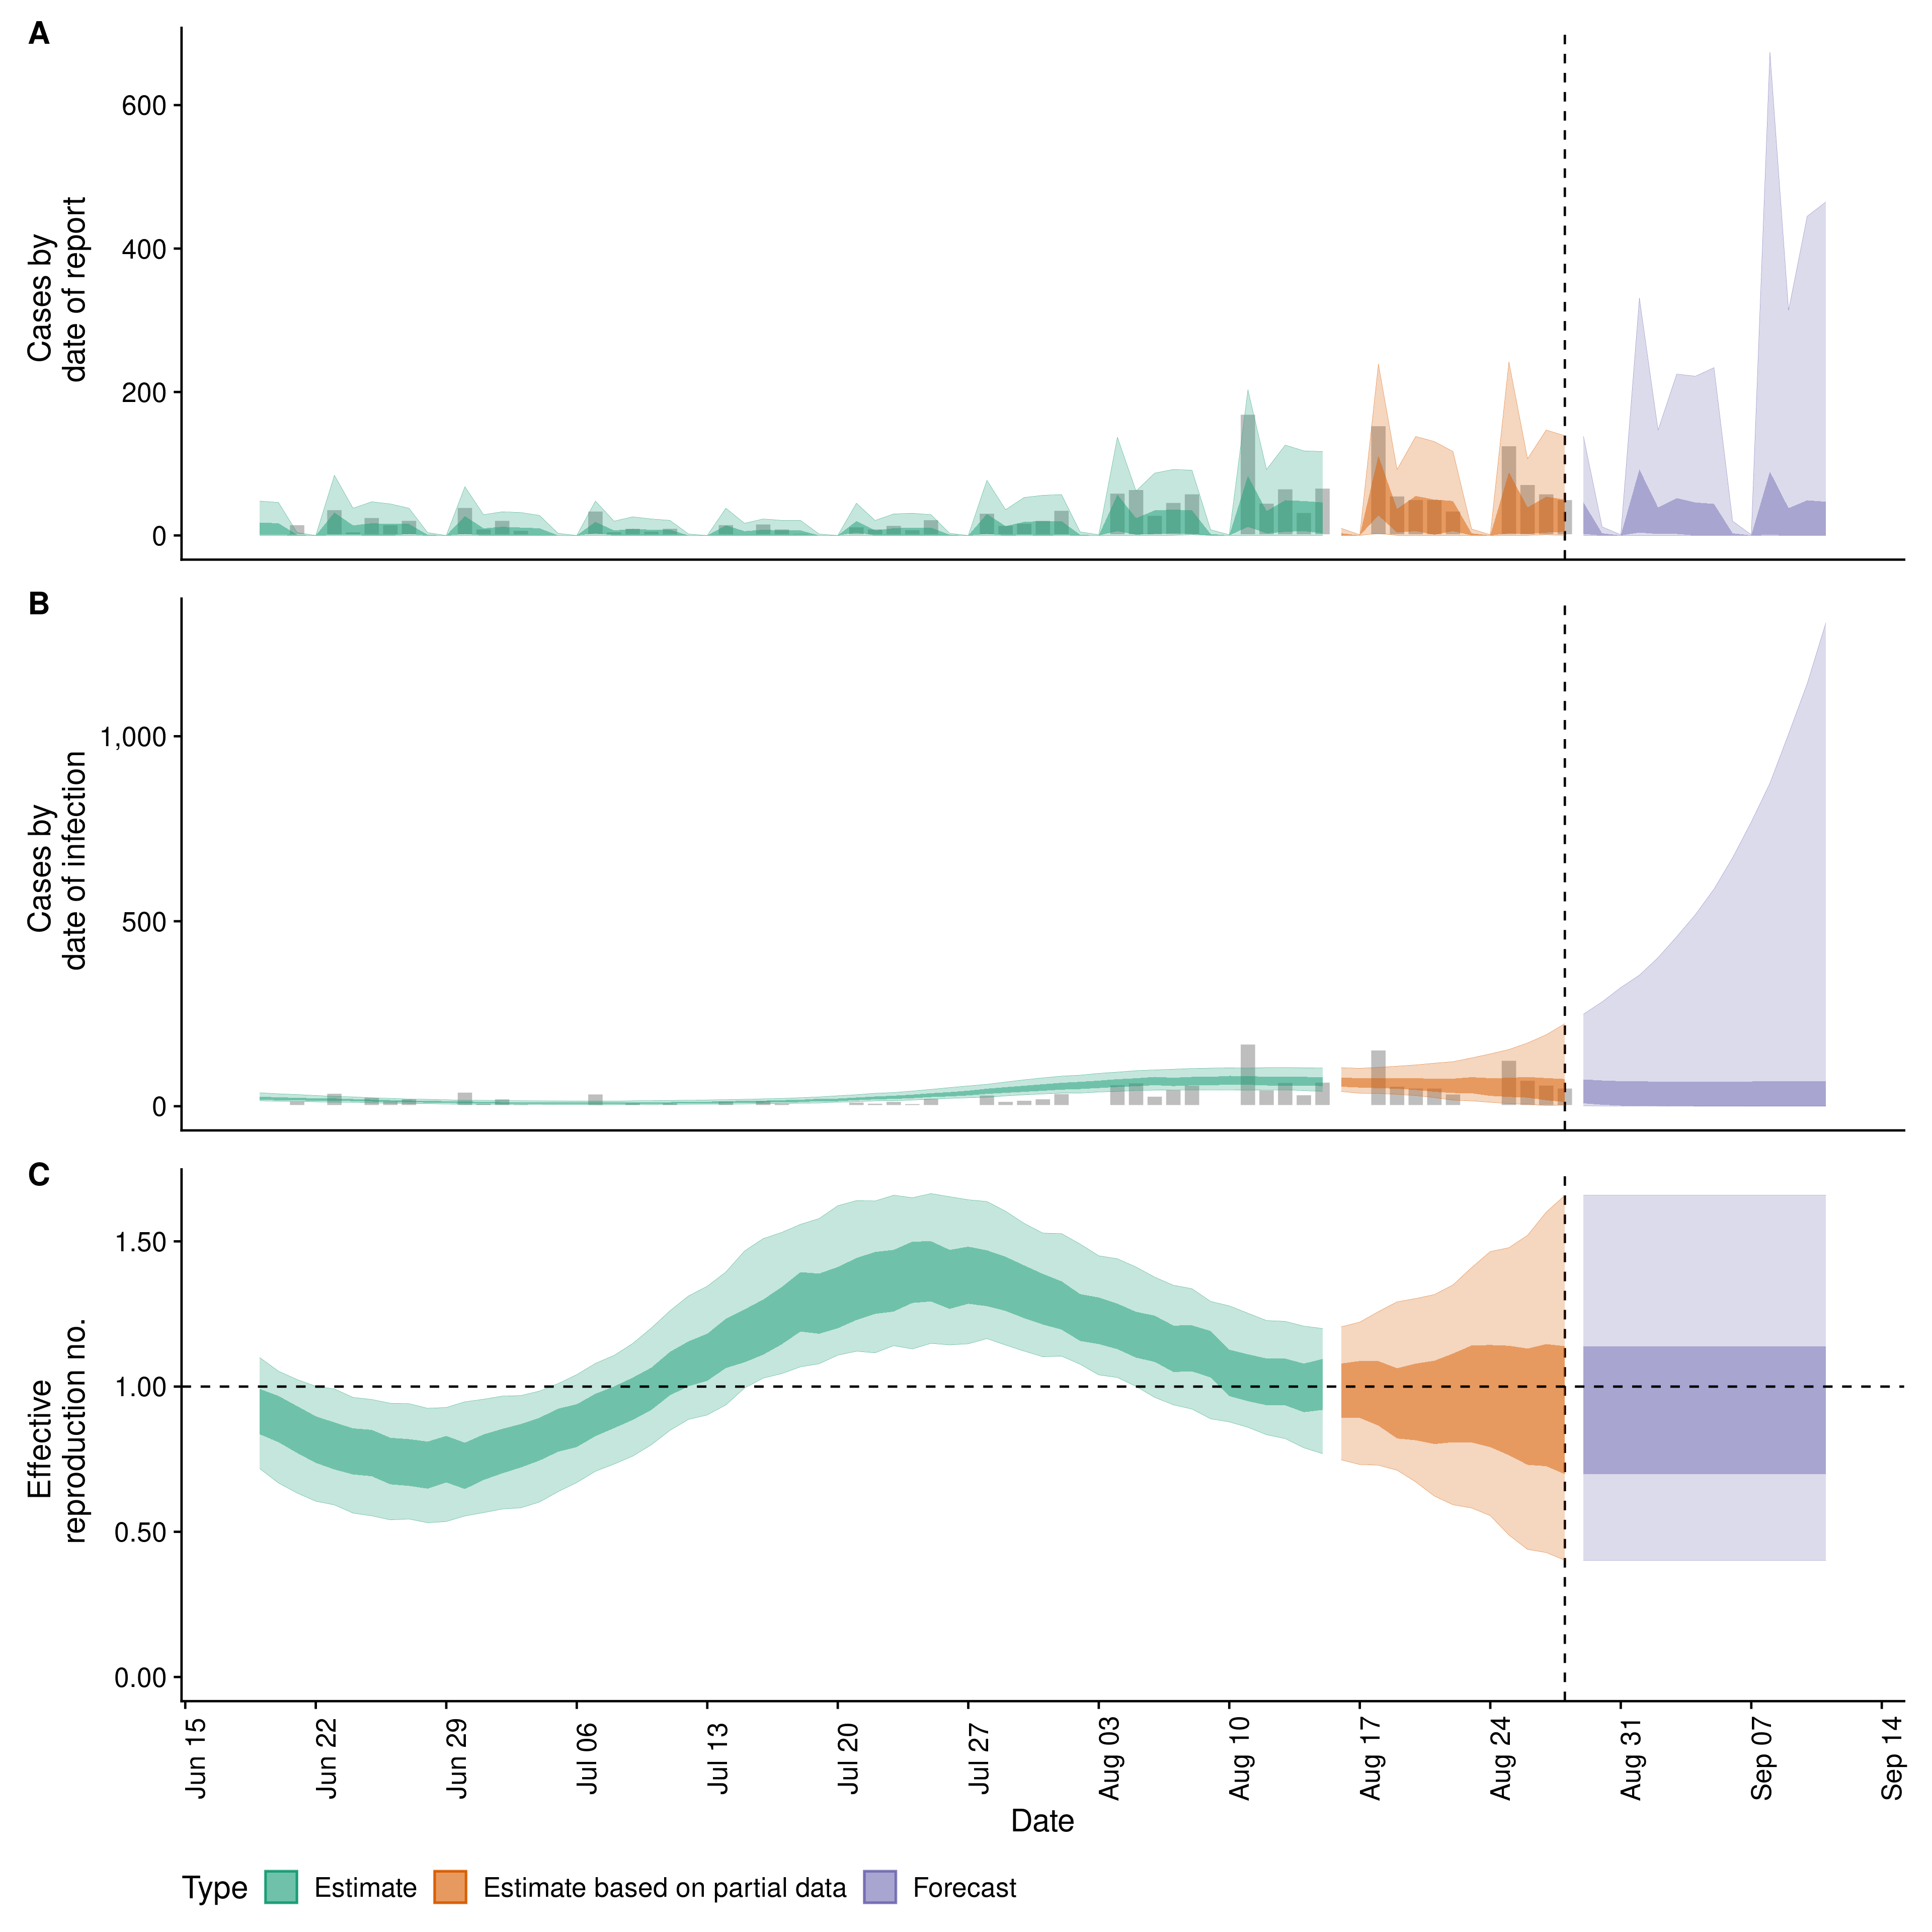 A
Cases by
date of report
600
400
200
0
B
Cases by
date of infection
1,000
500
0
C
Effective
reproduction no.
1.50
1.00
0.50
0.00
Jun 15
Jun 22
Jun 29
Jul 06
Jul 13
Jul 20
Jul 27
Aug 03
Aug 10
Aug 17
Aug 24
Aug 31
Sep 07
Sep 14
Date
Type Estimate Estimate based on partial data Forecast